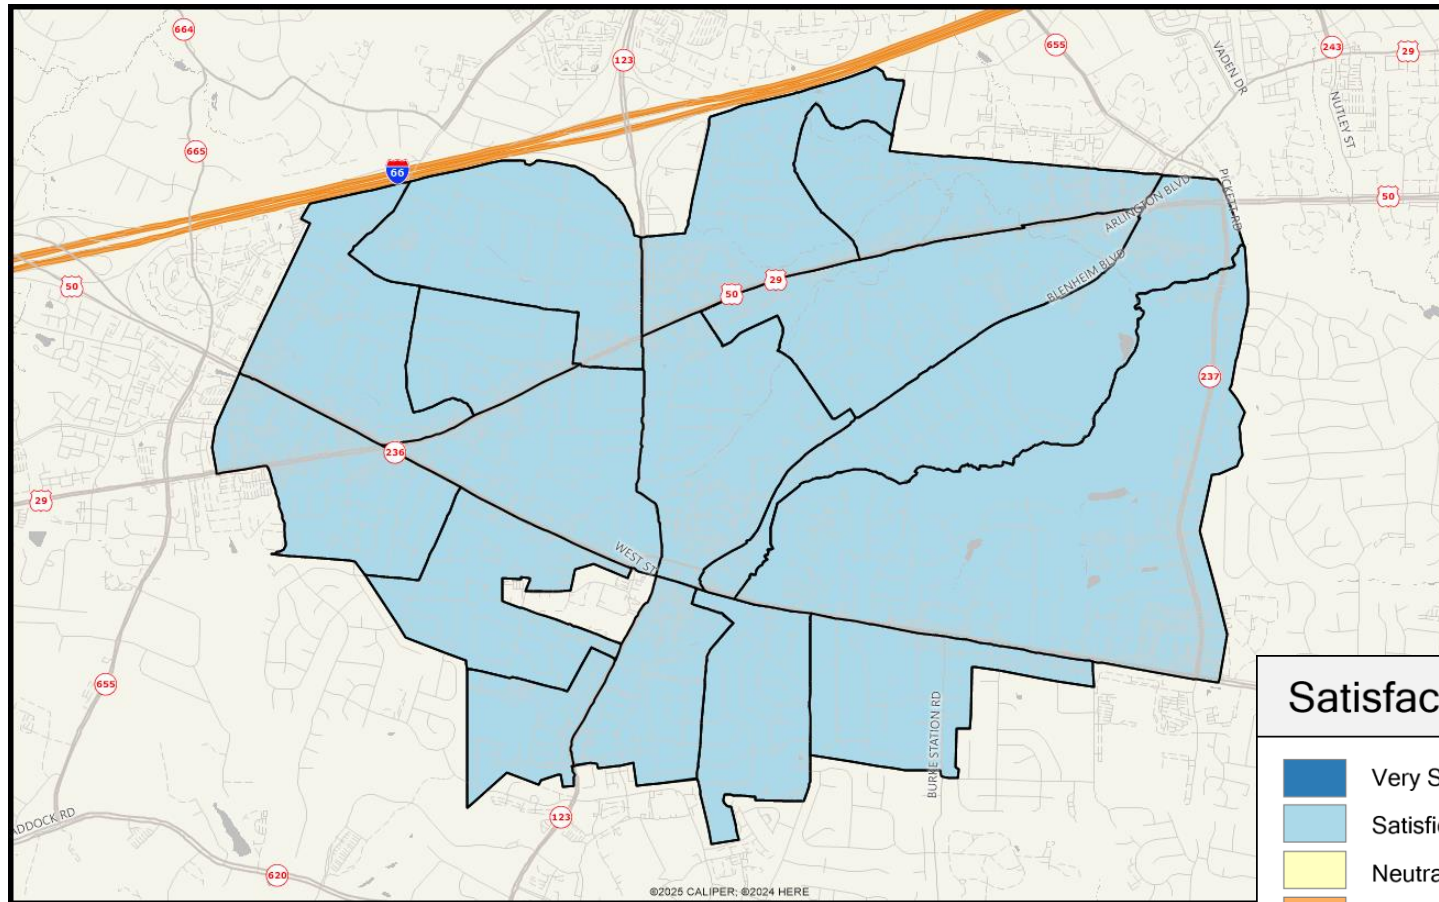 664
123
655
243
29
VADEN DR
NUTLEY ST
665
66
PICKETT RD
50
ARLINGTON BLVD
50
29
50
BLENHEIM BLVD
237
236
29
WEST ST
655
BURKE STATION RD
Satisfac
Very S
Satisfie
Neutra
ADDOCK RD
123
620
©2025 CALIPER; ©2024 HERE